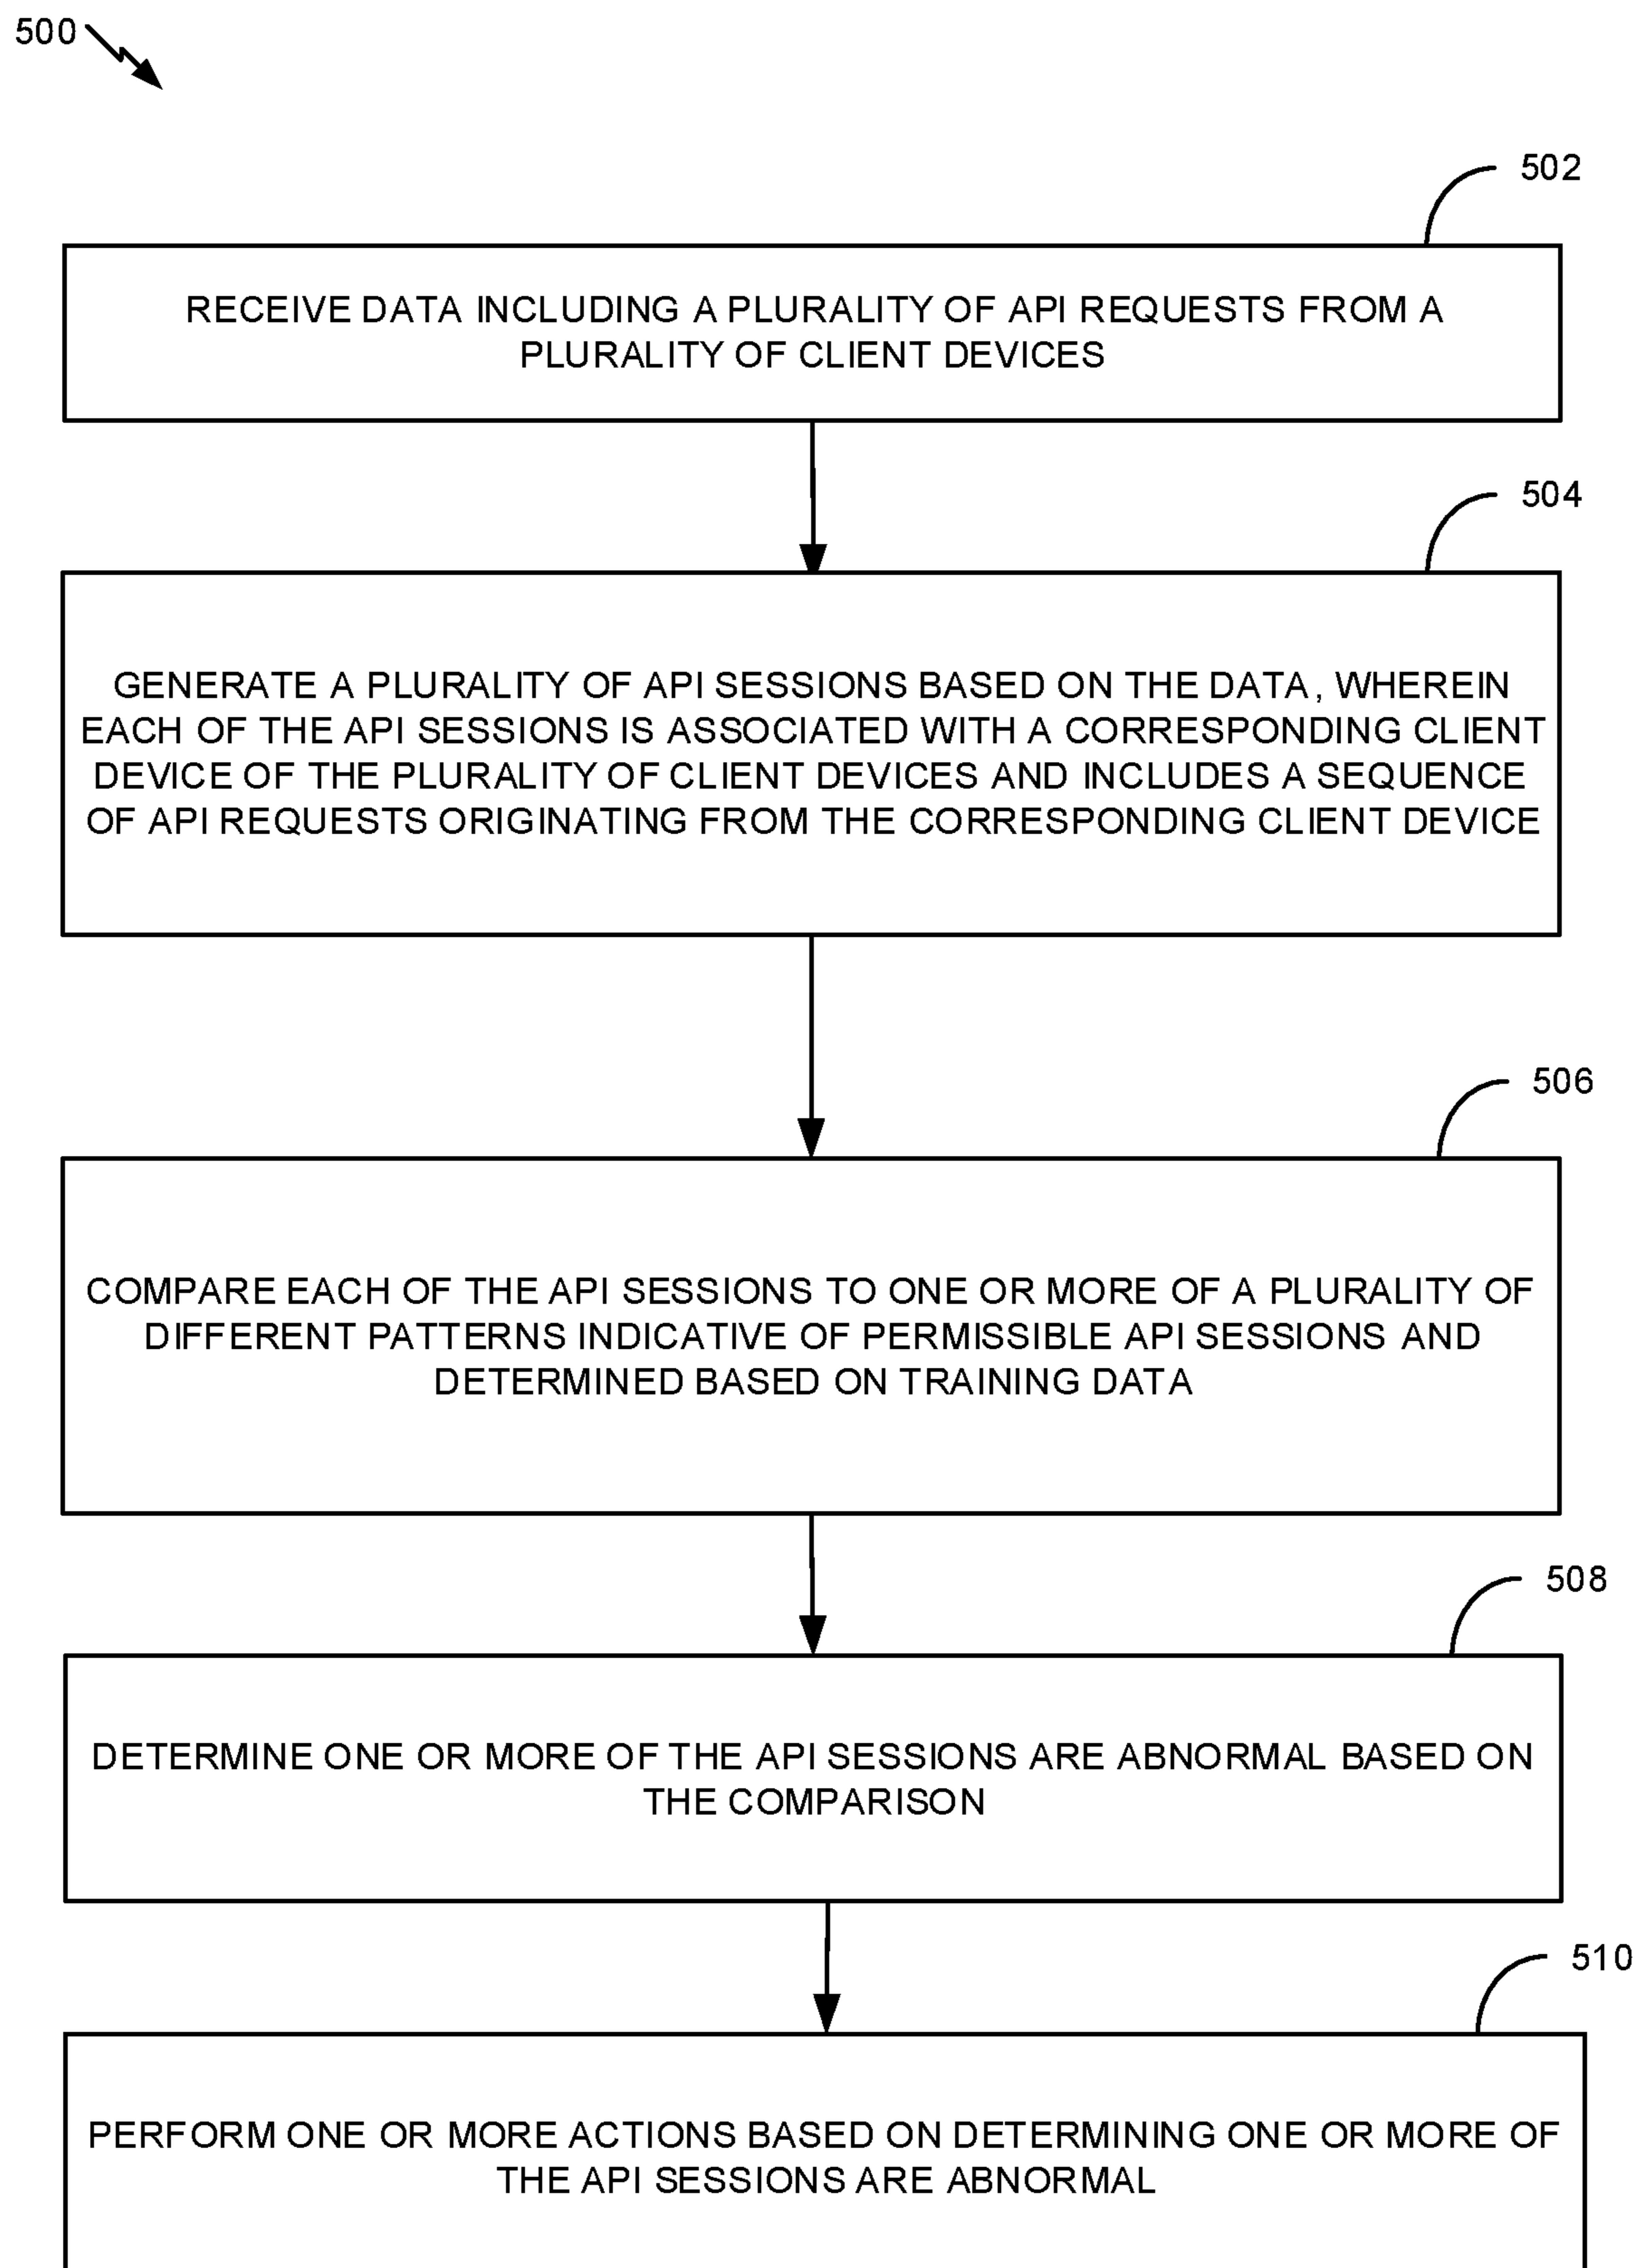 500
502
RECEIVE DATA INCLUDING A PLURALITY OF API REQUESTS FROM A
PLURALITY OF CLIENT DEVICES
504
GENERATE A PLURALITY OF API SESSIONS BASED ON THE DATA, WHEREIN
EACH OF THE API SESSIONS IS ASSOCIATED WITH A CORRESPONDING CLIENT
DEVICE OF THE PLURALITY OF CLIENT DEVICES AND INCLUDES A SEQUENCE
OF API REQUESTS ORIGINATING FROM THE CORRESPONDING CLIENT DEVICE
506
COMPARE EACH OF THE API SESSIONS TO ONE OR MORE OF A PLURALITY OF
DIFFERENT PATTERNS INDICATIVE OF PERMISSIBLE API SESSIONS AND
DETERMINED BASED ON TRAINING DATA
508
DETERMINE ONE OR MORE OF THE API SESSIONS ARE ABNORMAL BASED ON
THE COMPARISON
510
PERFORM ONE OR MORE ACTIONS BASED ON DETERMINING ONE OR MORE OF
THE API SESSIONS ARE ABNORMAL